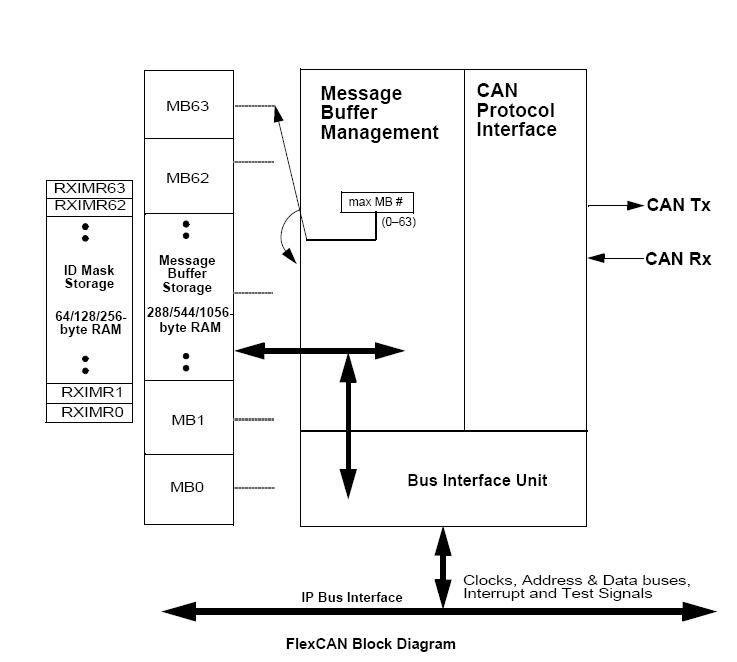 MB63
Message
Buffer
Management
CAN
Protocol
Interface
MB62
RXIMR63
RXIMR62
max MB #
(0–63)
CAN Tx
CAN Rx
ID Mask
Storage
64/128/256-
byte RAM
Message
Buffer
Storage
288/544/1056-
byte RAM
RXIMR1
RXIMR0
MB1
MB0
Bus Interface Unit
Clocks, Address & Data buses,
Interrupt and Test Signals
IP Bus Interface
FlexCAN Block Diagram